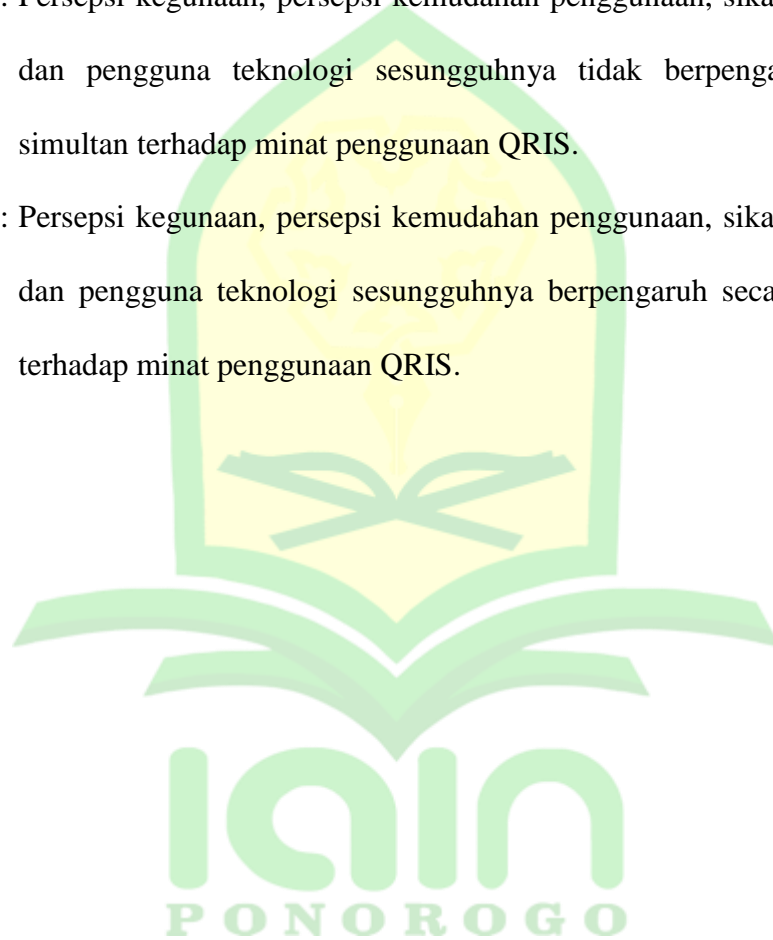 : Persepsi kegunaan, persepsi kemudahan penggunaan, sika
dan pengguna teknologi sesungguhnya tidak berpenga
simultan terhadap minat penggunaan QRIS.
: Persepsi kegunaan, persepsi kemudahan penggunaan, sika
dan pengguna teknologi sesungguhnya berpengaruh seca
terhadap minat penggunaan QRIS.
iain
PONOROGO